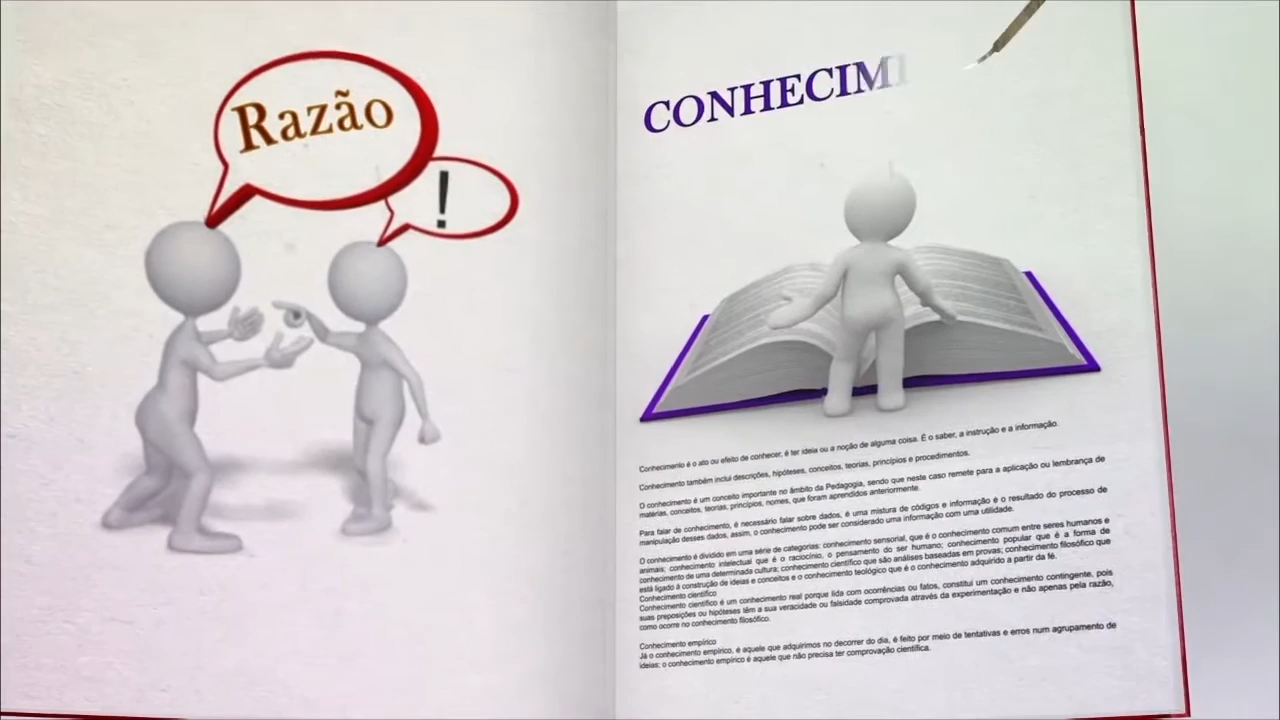 Razão
!
CONHECIMI
Conhecimento é o ato ou efeito de conhecer, é ter ideia ou a noção de alguma coisa. É o saber, a instrução e a informação.
Conhecimento também inclui descrições, hipóteses, conceitos, teorias, princípios e procedimentos.
O conhecimento é um conceito importante no âmbito da Pedagogia, sendo que neste caso remete para a aplicação ou lembrança de
matérias, conceitos, teorias, princípios, nomes, que foram aprendidos anteriormente.
Para falar de conhecimento, é necessário falar sobre dados, é uma mistura de códigos e informação é o resultado do processo de
manipulação desses dados, assim, o conhecimento pode ser considerado uma informação com uma utilidade.
O conhecimento é dividido em uma série de categorias: conhecimento sensorial, que é o conhecimento comum entre seres humanos e
animais; conhecimento intelectual que é o raciocínio, o pensamento do ser humano; conhecimento popular que é a forma de
conhecimento de uma determinada cultura; conhecimento científico que são análises baseadas em provas; conhecimento filosófico que
está ligado à construção de ideias e conceitos e o conhecimento teológico que é o conhecimento adquirido a partir da fé.
Conhecimento científico
Conhecimento científico é um conhecimento real porque lida com ocorrências ou fatos, constitui um conhecimento contingente, pois
suas preposições ou hipóteses têm a sua veracidade ou falsidade comprovada através da experimentação e não apenas pela razão,
como ocorre no conhecimento filosófico.
Conhecimento empírico
Já o conhecimento empírico, é aquele que adquirimos no decorrer do dia, é feito por meio de tentativas e erros num agrupamento de
ideias; o conhecimento empírico é aquele que não precisa ter comprovação científica.